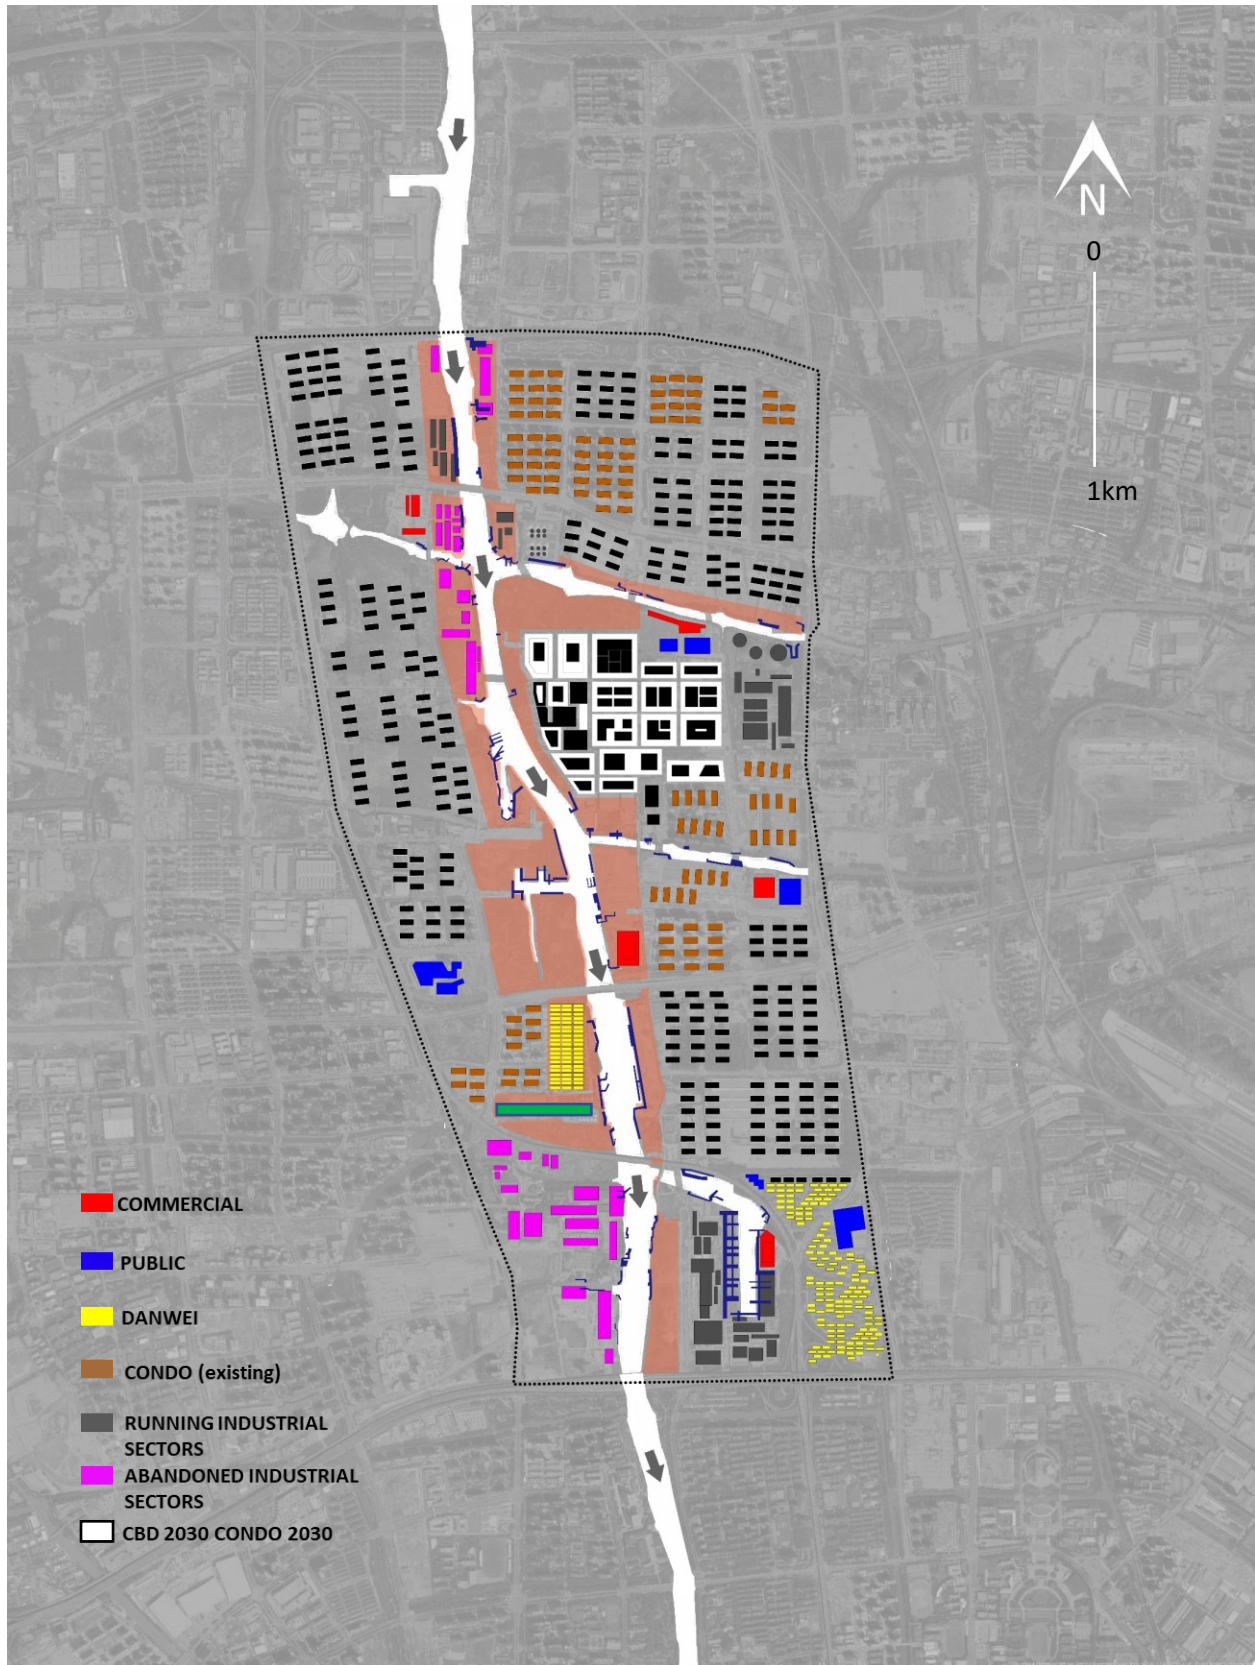 N
0
1km
COMMERCIAL
PUBLIC
DANWEI
CONDO (existing)
RUNNING INDUSTRIAL
SECTORS
ABANDONED INDUSTRIAL
SECTORS
CBD 2030 CONDO 2030